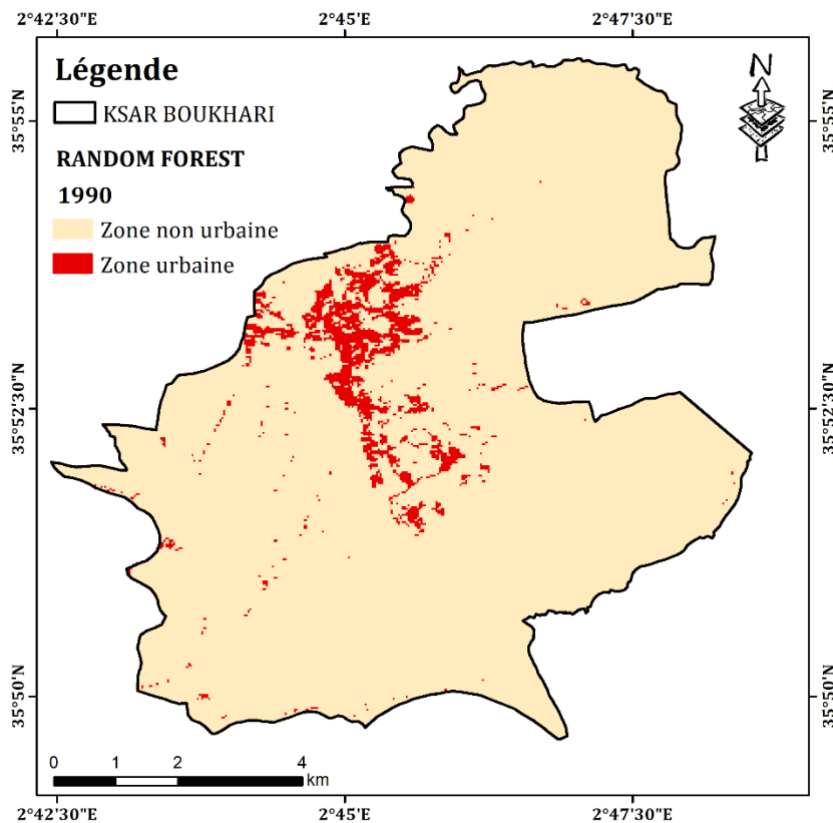 2°42'30"E 2°45'E 2°47'30"E
Légende
KSAR BOUKHARI
RANDOM FOREST
1990
Zone non urbaine
Zone urbaine
N
35°55'N 35°55'N
35°52'30"N 35°52'30"N
35°50'N 35°50'N
0 1 2 4
km
2°42'30"E 2°45'E 2°47'30"E